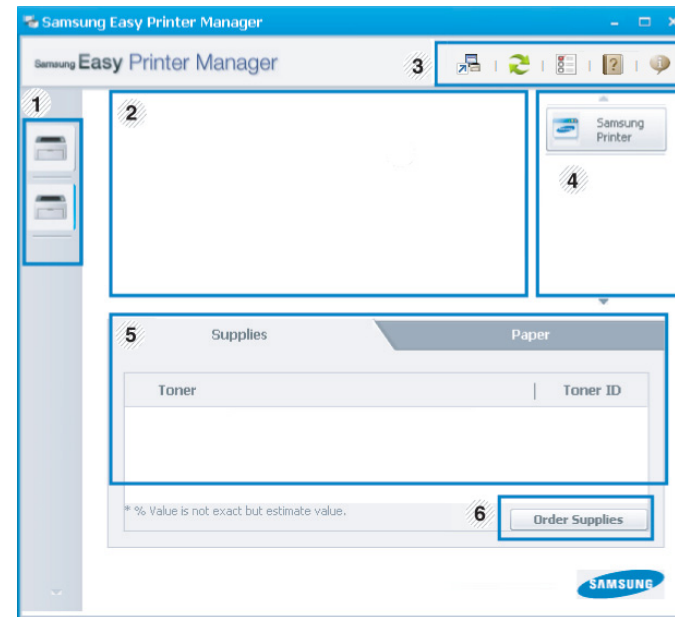 Samsung Easy Printer Manager
Samsung Easy Printer Manager
3
1
2
Samsung
Printer
4
5
Supplies
Paper
Toner
Toner ID
* % Value is not exact but estimate value.
6
Order Supplies
SAMSUNG